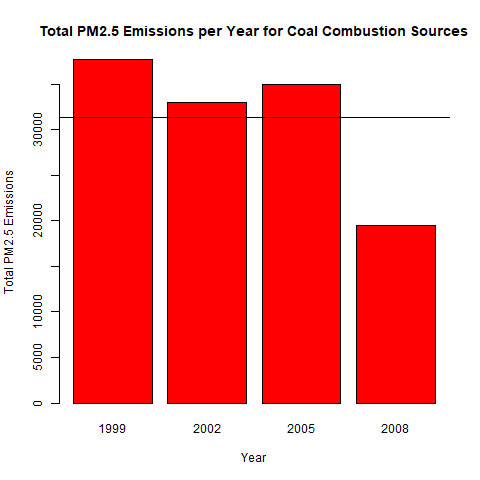 Total PM2.5 Emissions per Year for Coal Combustion Sources
Total PM2.5 Emissions
30000
20000
10000
5000
0
1999 2002 2005 2008
Year